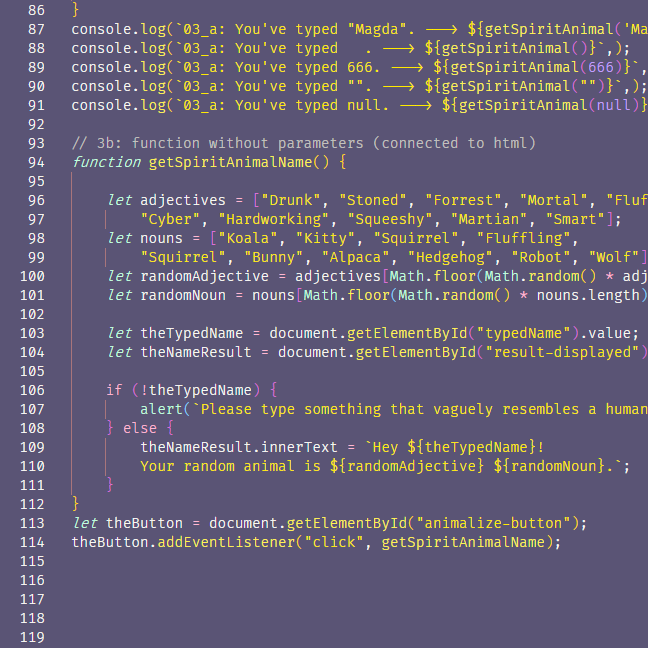 86 }
87 console.log(`03_a: You've typed "Magda". ---> ${getSpiritAnimal('Ma
88 console.log(`03_a: You've typed   . ---> ${getSpiritAnimal()}`,);
89 console.log(`03_a: You've typed 666. ---> ${getSpiritAnimal(666)}`,
90 console.log(`03_a: You've typed "". ---> ${getSpiritAnimal("")}`,);
91 console.log(`03_a: You've typed null. ---> ${getSpiritAnimal(null)}
92
93 // 3b: function without parameters (connected to html)
94 function getSpiritAnimalName() {
95
96     let adjectives = ["Drunk", "Stoned", "Forrest", "Mortal", "Fluf
97         "Cyber", "Hardworking", "Squeeshy", "Martian", "Smart"];
98     let nouns = ["Koala", "Kitty", "Squirrel", "Fluffling",
99         "Squirrel", "Bunny", "Alpaca", "Hedgehog", "Robot", "Wolf"]
100     let randomAdjective = adjectives[Math.floor(Math.random() * adj
101     let randomNoun = nouns[Math.floor(Math.random() * nouns.length)
102
103     let theTypedName = document.getElementById("typedName").value;
104     let theNameResult = document.getElementById("result-displayed")
105
106     if (!theTypedName) {
107         alert(`Please type something that vaguely resembles a human
108     } else {
109         theNameResult.innerText = `Hey ${theTypedName}!
110         Your random animal is ${randomAdjective} ${randomNoun}.`;
111     }
112 }
113 let theButton = document.getElementById("animalize-button");
114 theButton.addEventListener("click", getSpiritAnimalName);
115
116
117
118
119